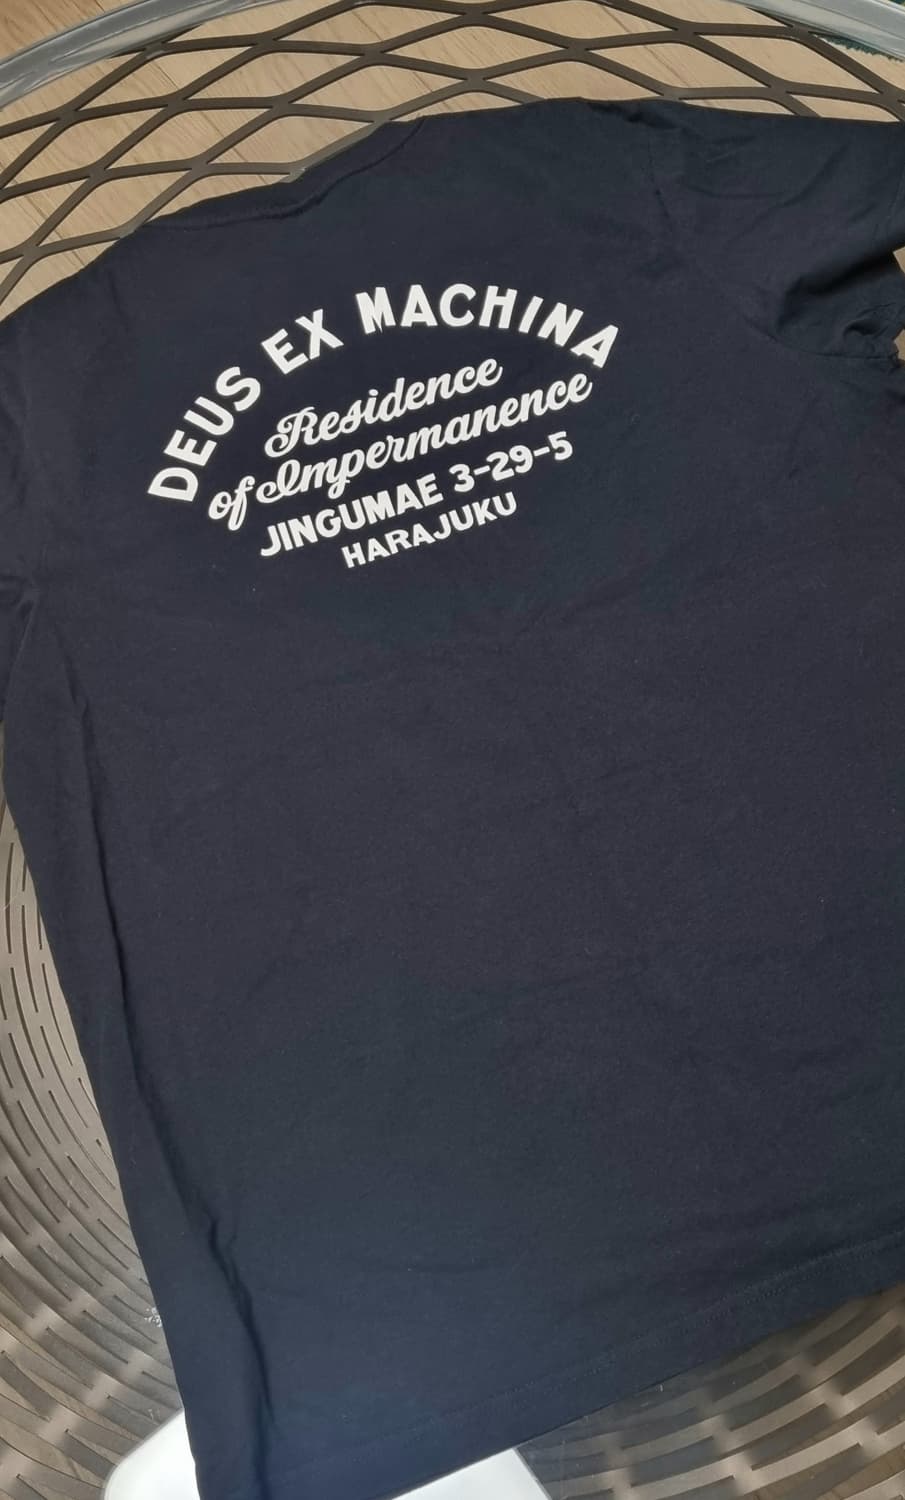 DEUS EX MACHINA
Residence
of Impermanence
JINGUMAE 3-29-5
HARAJUKU